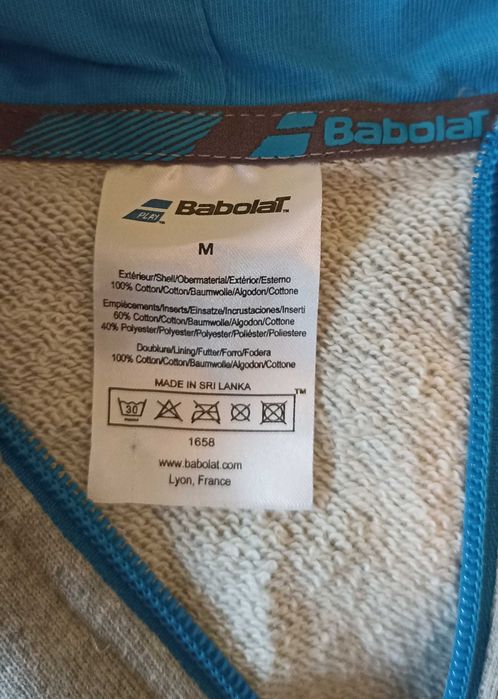 BabolaT
PLAY BabolaT™
M
Extérieur/Shell/Obermaterial/Extérior/Esterno
100% Cotton/Cotton/Baumwolle/Algodon/Cottone
Empiècements/Inserts/Einsatze/Incrustaciones/Inserti
60% Cotton/Cotton/Baumwolle/Algodon/Cottone
40% Polyester/Polyester/Polyester/Poliéster/Poliestere
Doublure/Lining/Futter/Forro/Fodera
100% Cotton/Cotton/Baumwolle/Algodon/Cottone
MADE IN SRI LANKA
30 ™
1658
www.babolat.com
Lyon, France